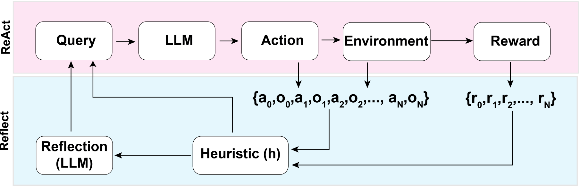 ReAct
Query
LLM
Action
Environment
Reward
Reflect
{a0,o0,a1,o1,a2,o2,..., aN,oN}
{r0,r1,r2,..., rN}
Reflection
(LLM)
Heuristic (h)